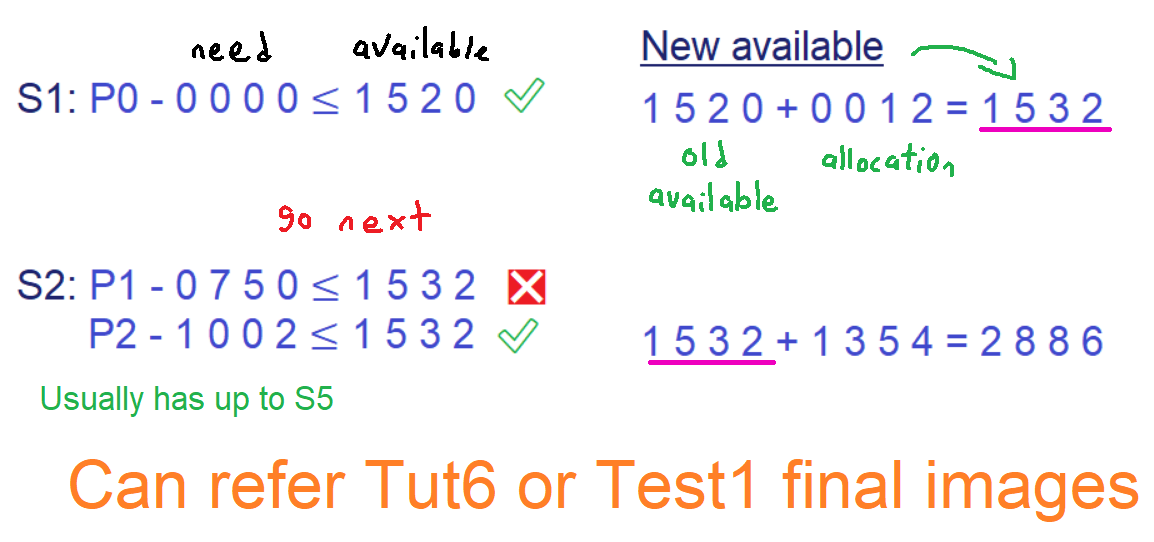 need available
S1: P0 - 0 0 0 0 ≤ 1 5 2 0
New available
1 5 2 0 + 0 0 1 2 = 1 5 3 2
old available
allocation
go next
S2: P1 - 0 7 5 0 ≤ 1 5 3 2
P2 - 1 0 0 2 ≤ 1 5 3 2
1 5 3 2 + 1 3 5 4 = 2 8 8 6
Usually has up to S5
Can refer Tut6 or Test1 final images